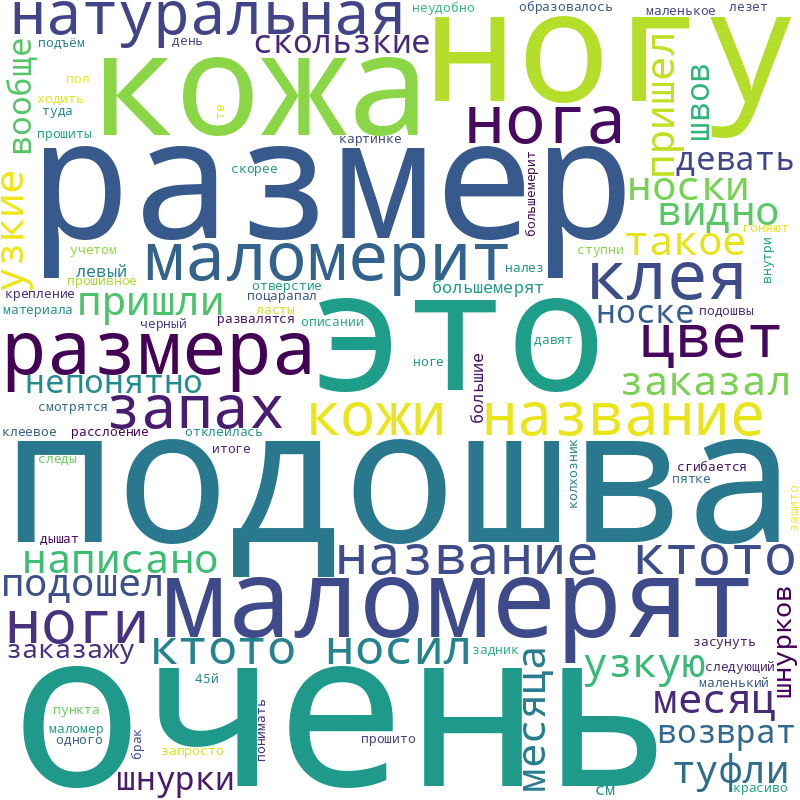 натуральная
неудобно
образовалось
маленькое
лезет
вообще
подъём
день
скользкие
кожа
ногу
пол
ходить
туда
прошиты
те
нога
пришел
швов
картинке
размер
скорее
большемерит
девать
носки
узкие
видно
гоняют
учетом
маломерит
ступни
такое
внутри
левый
прошивное
отверстие
большемерят
налез
клея
крепление
пришли
поцарапал
это
носке
подошвы
материала
ласты
черный
развалятся
описании
размера
давят
цвет
ноге
непонятно
большие
заказал
смотрятся
запах
кожи
название
клеевое
расслоение
отклеилась
итоге
подошва
колхозник
следы
сгибается
пятке
зашито
дышат
написано
название ктото
подошел
маломерят
ноги
шнурков
заказажу
ктото носил
задник
засунуть
месяца
узкую
следующий
очень
45й
маленький
месяц
пункта
маломер
одного
брак
запросто
понимать
прошито
возврат
туфли
шнурки
см
красиво